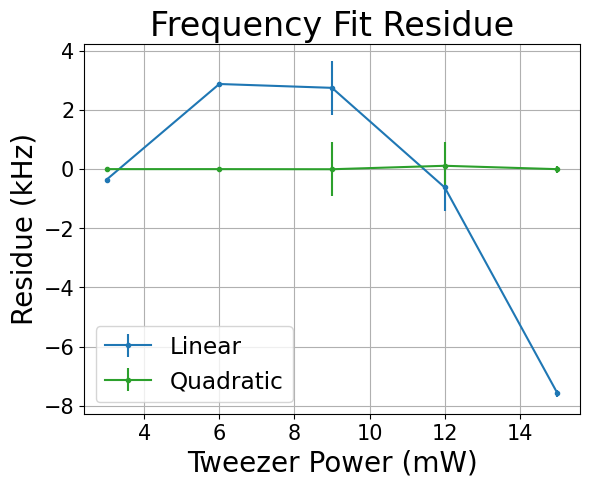 Frequency Fit Residue
4
2
0
−2
−4
−6
−8
Residue (kHz)
Linear
Quadratic
4 6 8 10 12 14
Tweezer Power (mW)